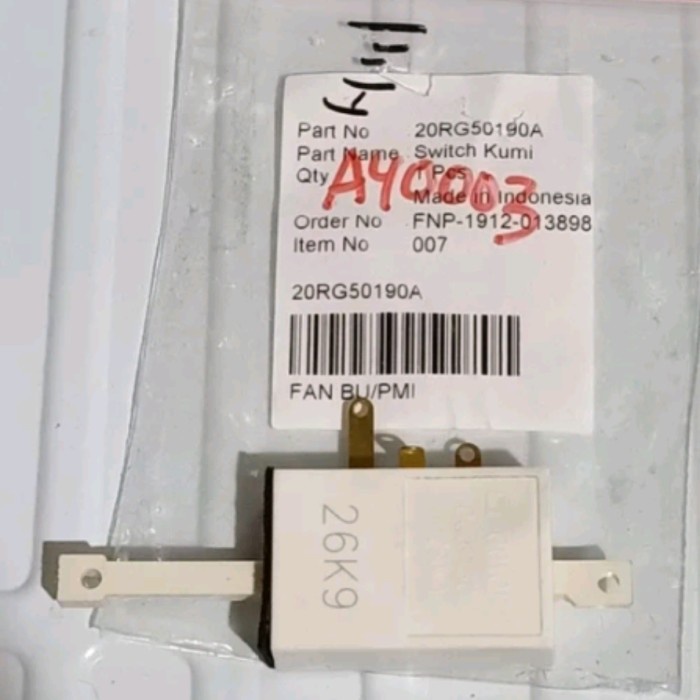 Part No 20RG50190A
Part Name Switch Kumi
Qty Pcs
A40003
Made in Indonesia
Order No FNP-1912-013898
Item No 007
20RG50190A
FAN BU/PMI
26K9